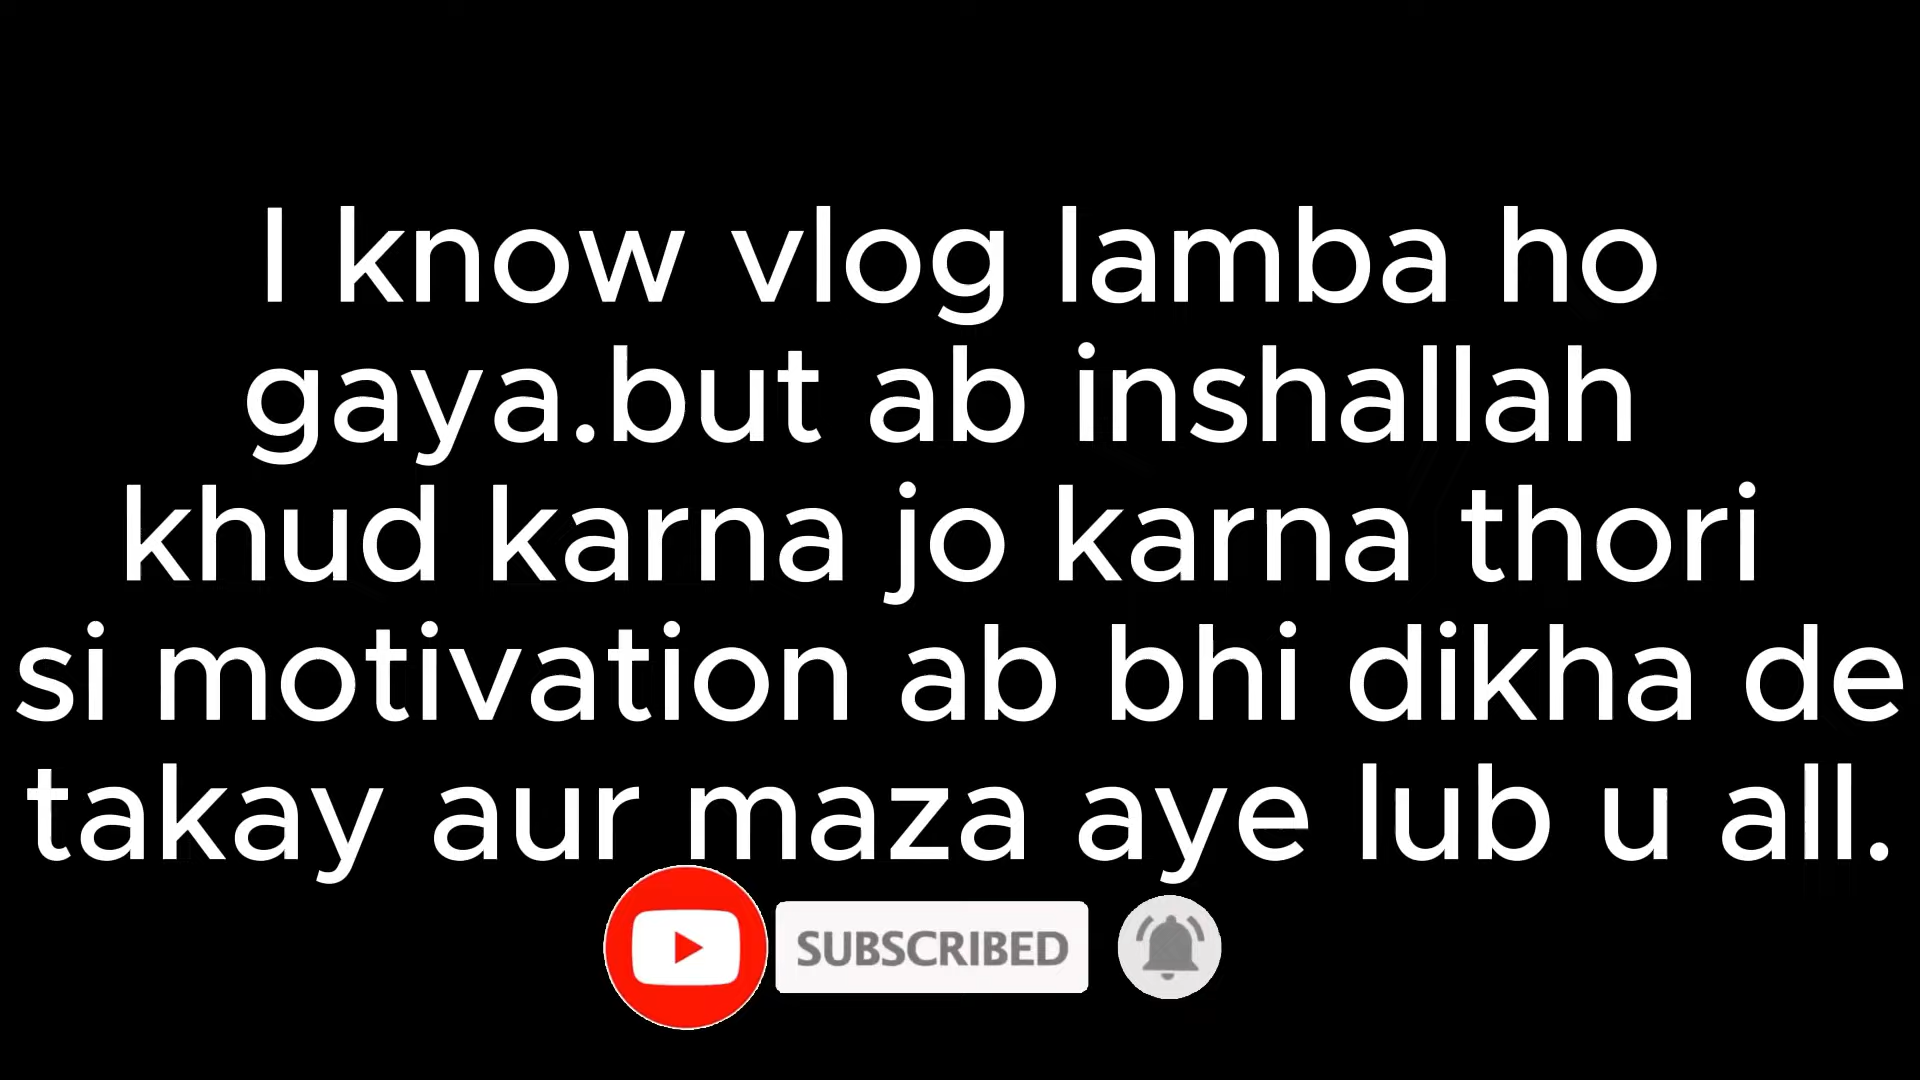 I know vlog lamba ho
gaya.but ab inshallah
khud karna jo karna thori
si motivation ab bhi dikha de
takay aur maza aye lub u all.
SUBSCRIBED